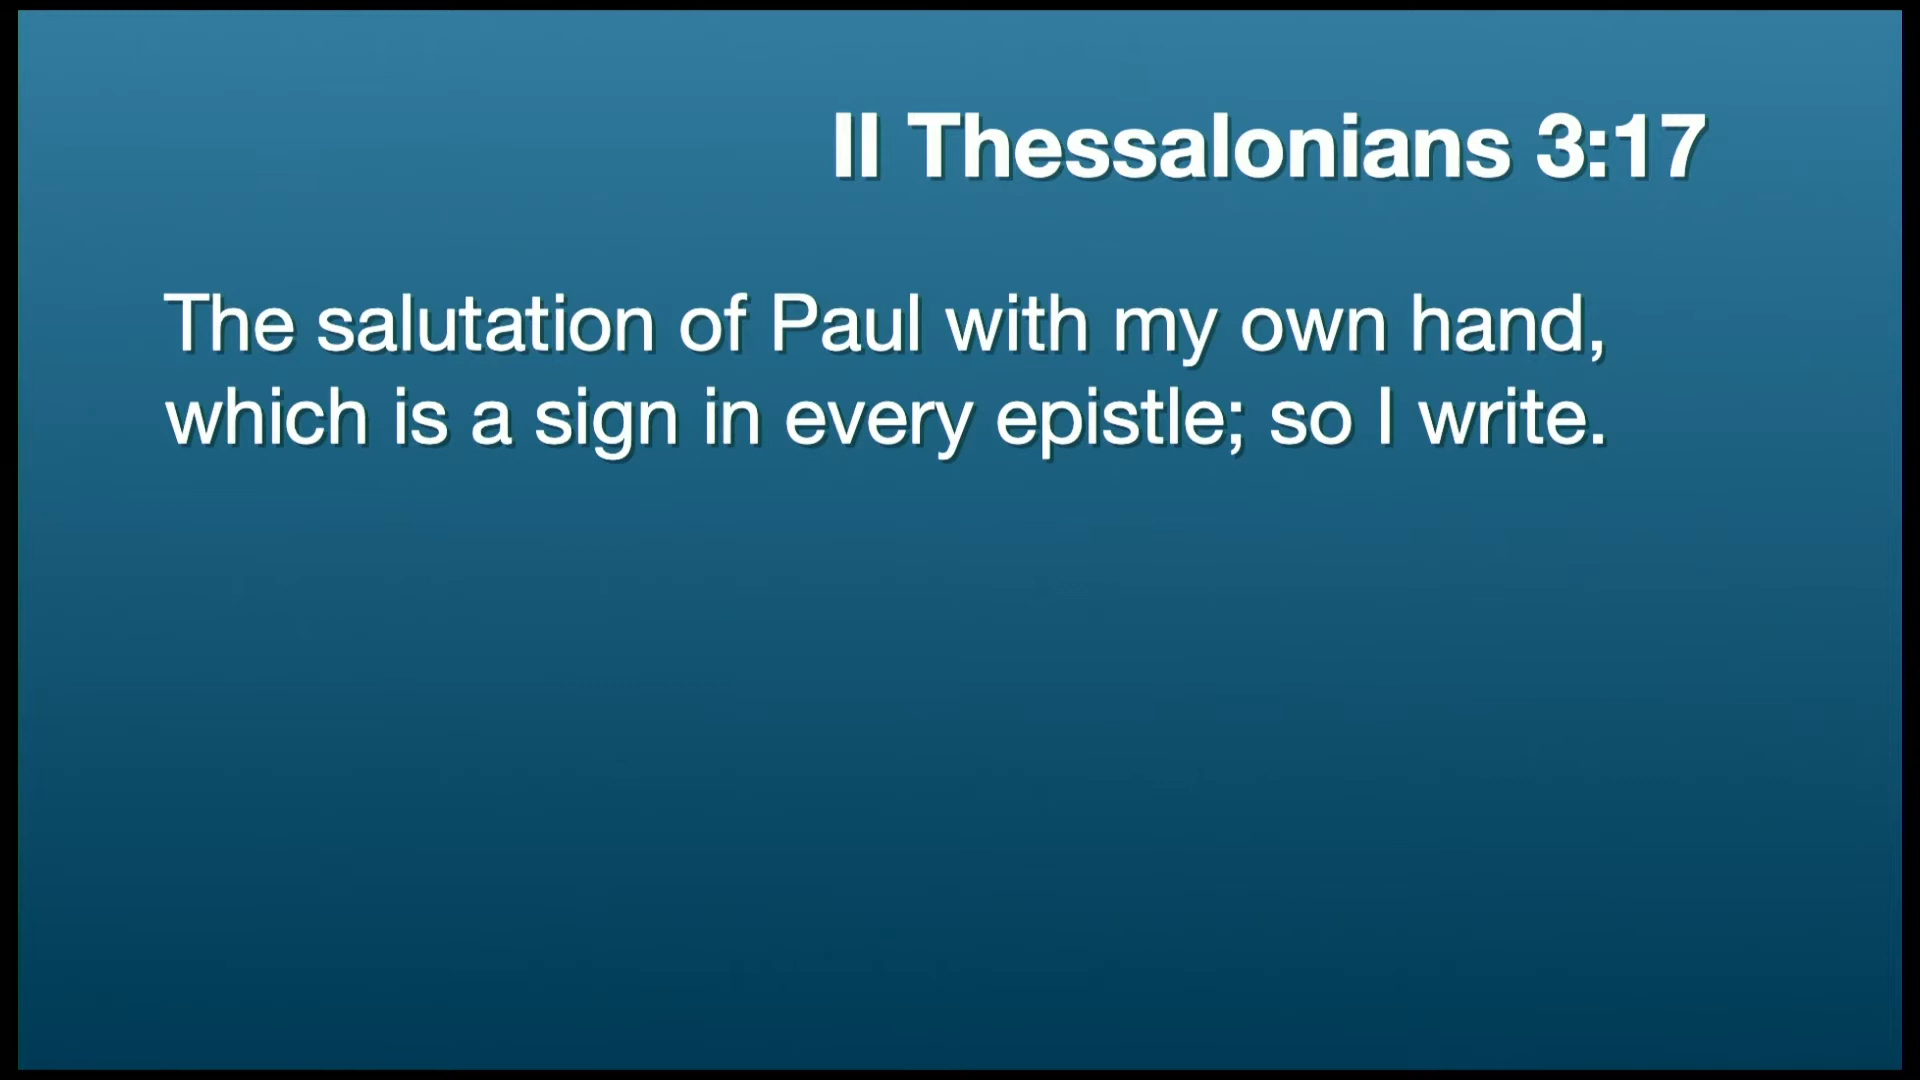 II Thessalonians 3:17
The salutation of Paul with my own hand,
which is a sign in every epistle; so I write.